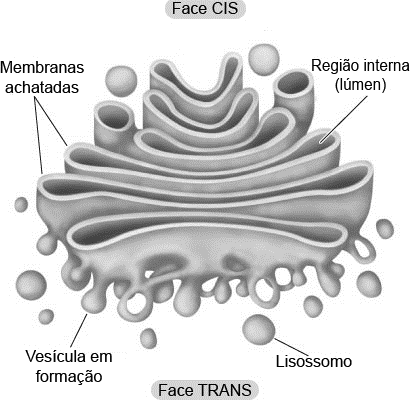 Face CIS
Membranas
achatadas
Região interna
(lúmen)
Vesícula em
formação
Lisossomo
Face TRANS